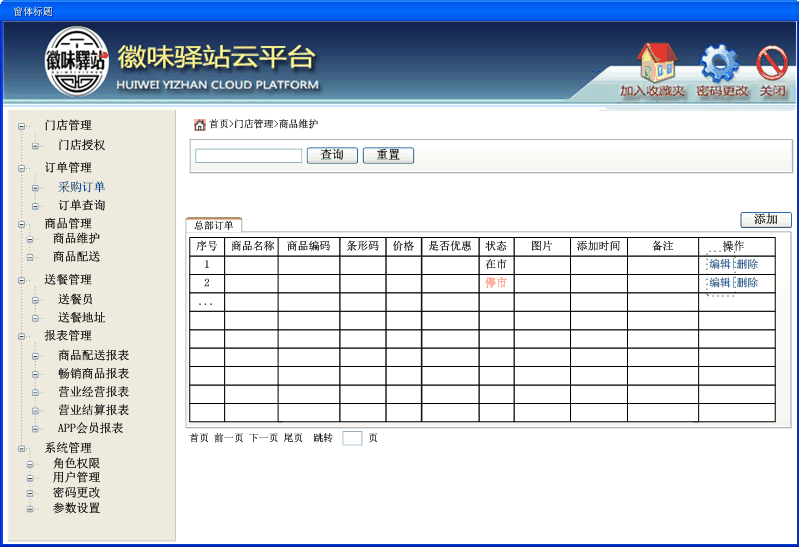 窗体标题
徽味驿站
徽味驿站云平台
HUIWEI YIZHAN CLOUD PLATFORM
加入收藏夹 密码更改 关闭
门店管理
门店授权
订单管理
采购订单
订单查询
商品管理
商品维护
商品配送
送餐管理
送餐员
送餐地址
报表管理
商品配送报表
畅销商品报表
营业经营报表
营业结算报表
APP会员报表
系统管理
角色权限
用户管理
密码更改
参数设置
首页>门店管理>商品维护
查询 重置
添加
总部订单
序号 商品名称 商品编码 条形码 价格 是否优惠 状态 图片 添加时间 备注 操作
1 在市 编辑 删除
2 停市 编辑 删除
...
首页 前一页 下一页 尾页 跳转 页